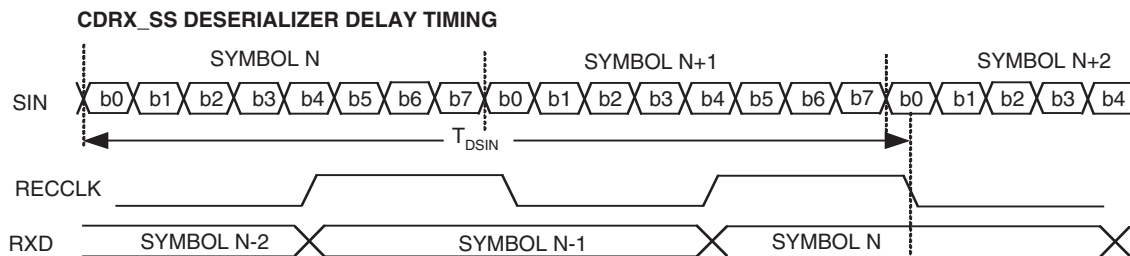 CDRX_SS DESERIALIZER DELAY TIMING
SYMBOL N SYMBOL N+1 SYMBOL N+2
SIN b0 b1 b2 b3 b4 b5 b6 b7 b0 b1 b2 b3 b4 b5 b6 b7 b0 b1 b2 b3 b4
TDSIN
RECCLK
RXD SYMBOL N-2 SYMBOL N-1 SYMBOL N